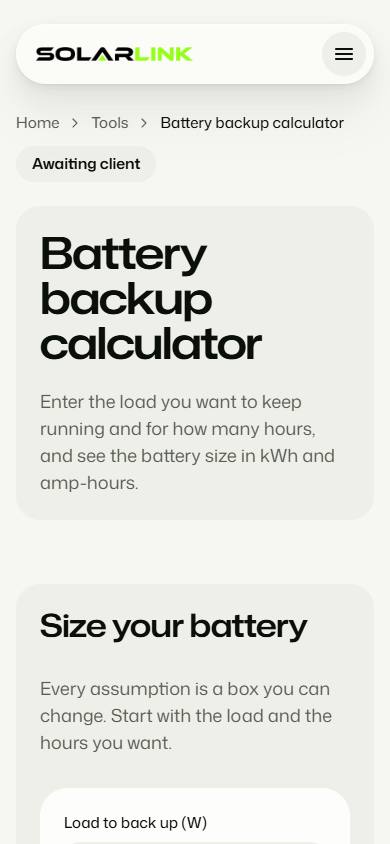 SOLARLINK
Home > Tools > Battery backup calculator
Awaiting client
Battery
backup
calculator
Enter the load you want to keep
running and for how many hours,
and see the battery size in kWh and
amp-hours.
Size your battery
Every assumption is a box you can
change. Start with the load and the
hours you want.
Load to back up (W)